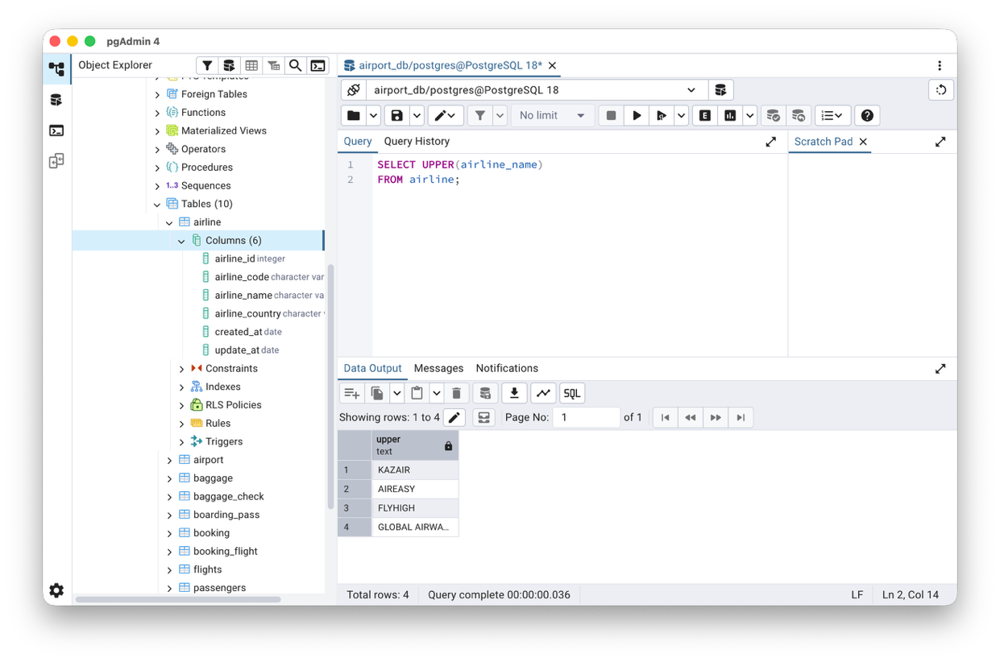 pgAdmin 4
Object Explorer
Foreign Tables
Functions
Materialized Views
Operators
Procedures
1..3 Sequences
Tables (10)
airline
Columns (6)
airline_id integer
airline_code character var
airline_name character va
airline_country character
created_at date
update_at date
Constraints
Indexes
RLS Policies
Rules
Triggers
airport
baggage
baggage_check
boarding_pass
booking
booking_flight
flights
passengers
airport_db/postgres@PostgreSQL 18*
airport_db/postgres@PostgreSQL 18
No limit
E
Query Query History
Scratch Pad
1 SELECT UPPER(airline_name)
2 FROM airline;
Data Output Messages Notifications
SQL
Showing rows: 1 to 4 Page No: 1 of 1
upper
text
1 KAZAIR
2 AIREASY
3 FLYHIGH
4 GLOBAL AIRWA...
Total rows: 4 Query complete 00:00:00.036 LF Ln 2, Col 14